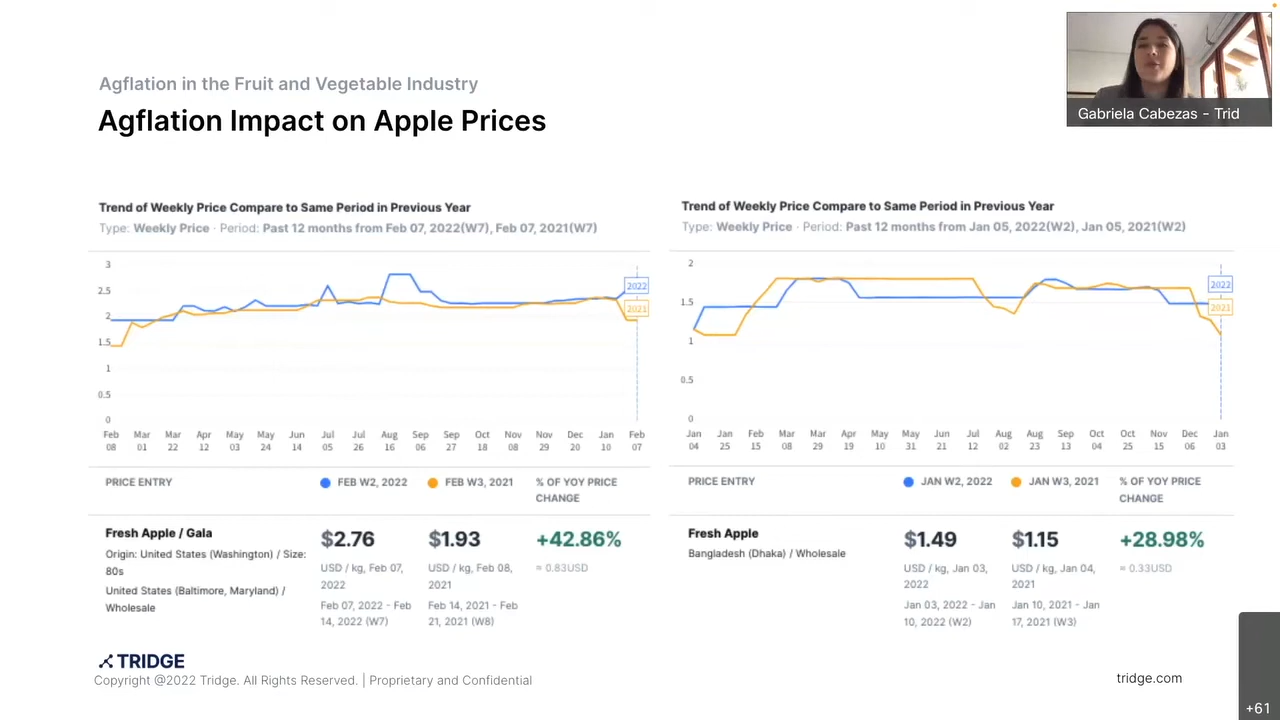 Agflation in the Fruit and Vegetable Industry
Agflation Impact on Apple Prices
Gabriela Cabezas - Trid
Trend of Weekly Price Compare to Same Period in Previous Year
Type: Weekly Price · Period: Past 12 months from Feb 07, 2022(W7), Feb 07, 2021(W7)
3
2.5
2
1.5
1
0.5
0
2022
2021
Feb 08
Mar 01
Mar 22
Apr 12
May 03
May 24
Jun 14
Jul 05
Jul 26
Aug 16
Sep 06
Sep 27
Oct 18
Nov 08
Nov 29
Dec 20
Jan 10
Feb 07
PRICE ENTRY
FEB W2, 2022
FEB W3, 2021
% OF YOY PRICE
CHANGE
Fresh Apple / Gala
Origin: United States (Washington) / Size:
80s
United States (Baltimore, Maryland) /
Wholesale
$2.76
USD / kg, Feb 07,
2022
Feb 07, 2022 - Feb
14, 2022 (W7)
$1.93
USD / kg, Feb 08,
2021
Feb 14, 2021 - Feb
21, 2021 (W8)
+42.86%
≈ 0.83USD
Trend of Weekly Price Compare to Same Period in Previous Year
Type: Weekly Price · Period: Past 12 months from Jan 05, 2022(W2), Jan 05, 2021(W2)
2
1.5
1
0.5
0
2022
2021
Jan 04
Jan 25
Feb 15
Mar 08
Mar 29
Apr 19
May 10
May 31
Jun 21
Jul 12
Aug 02
Aug 23
Sep 13
Oct 04
Oct 25
Nov 15
Dec 06
Jan 03
PRICE ENTRY
JAN W2, 2022
JAN W3, 2021
% OF YOY PRICE
CHANGE
Fresh Apple
Bangladesh (Dhaka) / Wholesale
$1.49
USD / kg, Jan 03,
2022
Jan 03, 2022 - Jan
10, 2022 (W2)
$1.15
USD / kg, Jan 04,
2021
Jan 10, 2021 - Jan
17, 2021 (W3)
+28.98%
≈ 0.33USD
TRIDGE
Copyright @2022 Tridge. All Rights Reserved. | Proprietary and Confidential
tridge.com
+61